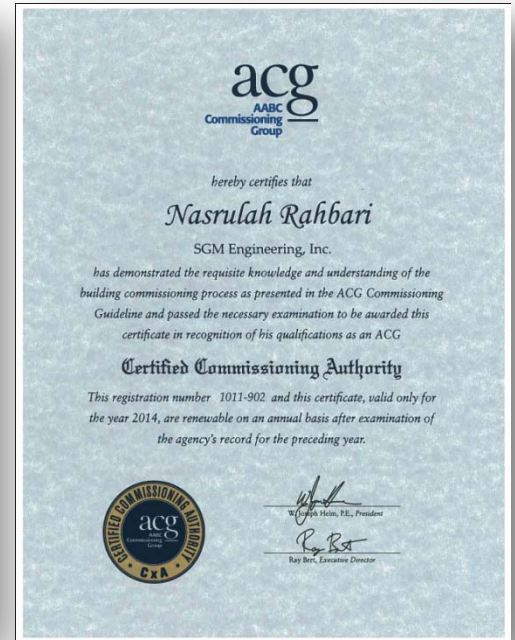 acg
AABC
Commissioning
Group
hereby certifies that
Nasrulah Rahbari
SGM Engineering, Inc.
has demonstrated the requisite knowledge and understanding of the
building commissioning process as presented in the ACG Commissioning
Guideline and passed the necessary examination to be awarded this
certificate in recognition of his qualifications as an ACG
Certified Commissioning Authority
This registration number 1011-902 and this certificate, valid only for
the year 2014, are renewable on an annual basis after examination of
the agency's record for the preceding year.
CERTIFIED COMMISSIONING AUTHORITY
acg
AABC
Commissioning
Group
CxA
W. Joseph Helm, P.E., President
Ray Bert, Executive Director